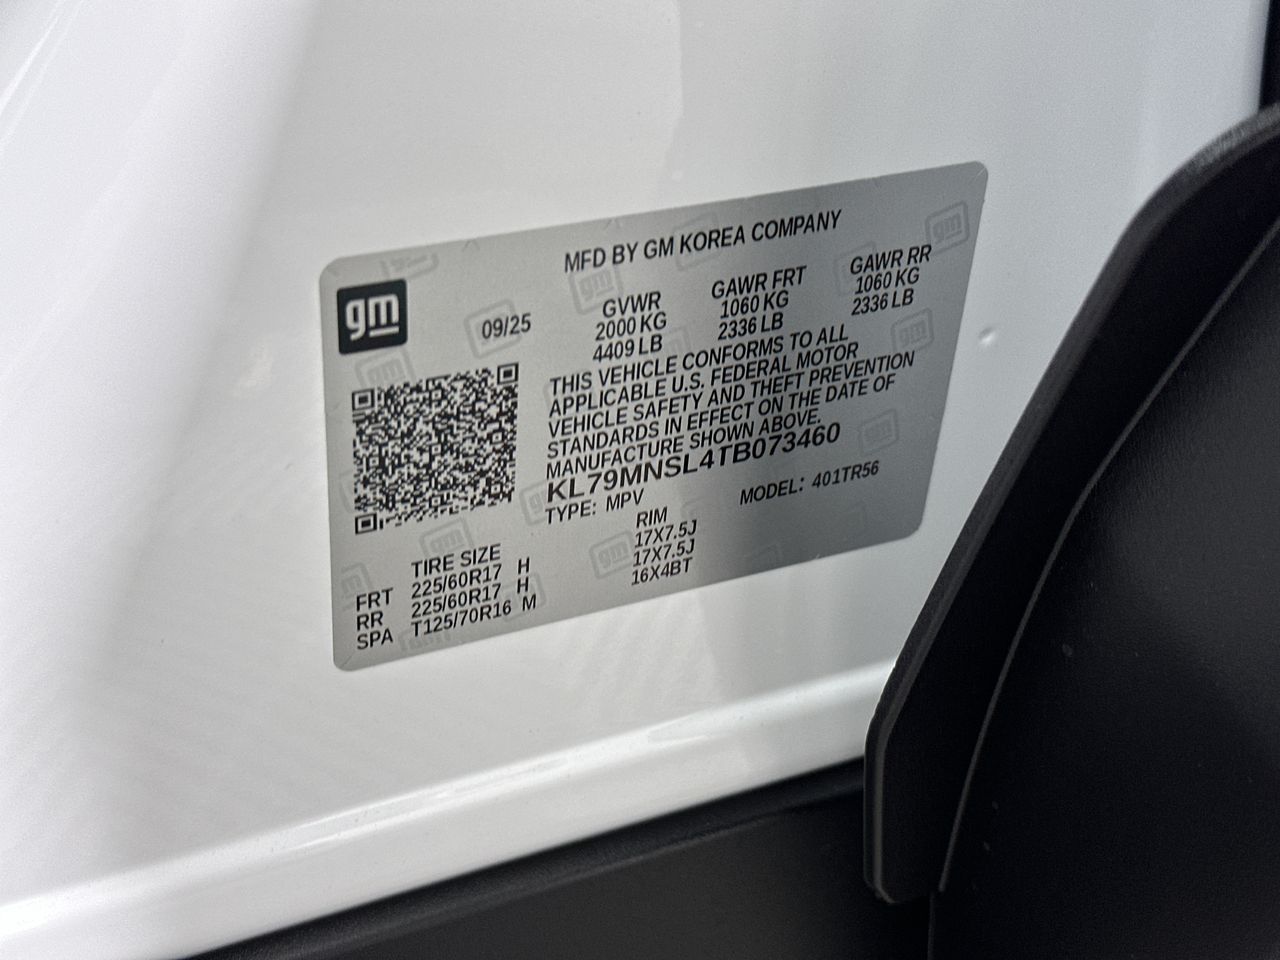 MFD BY GM KOREA COMPANY
gm
09/25
GVWR GAWR FRT GAWR RR
2000 KG 1060 KG 1060 KG
4409 LB 2336 LB 2336 LB
THIS VEHICLE CONFORMS TO ALL
APPLICABLE U.S. FEDERAL MOTOR
VEHICLE SAFETY AND THEFT PREVENTION
STANDARDS IN EFFECT ON THE DATE OF
MANUFACTURE SHOWN ABOVE.
KL79MNSL4TB073460
TYPE: MPV MODEL: 401TR56
TIRE SIZE RIM
FRT 225/60R17 H 17X7.5J
RR 225/60R17 H 17X7.5J
SPA T125/70R16 M 16X4BT